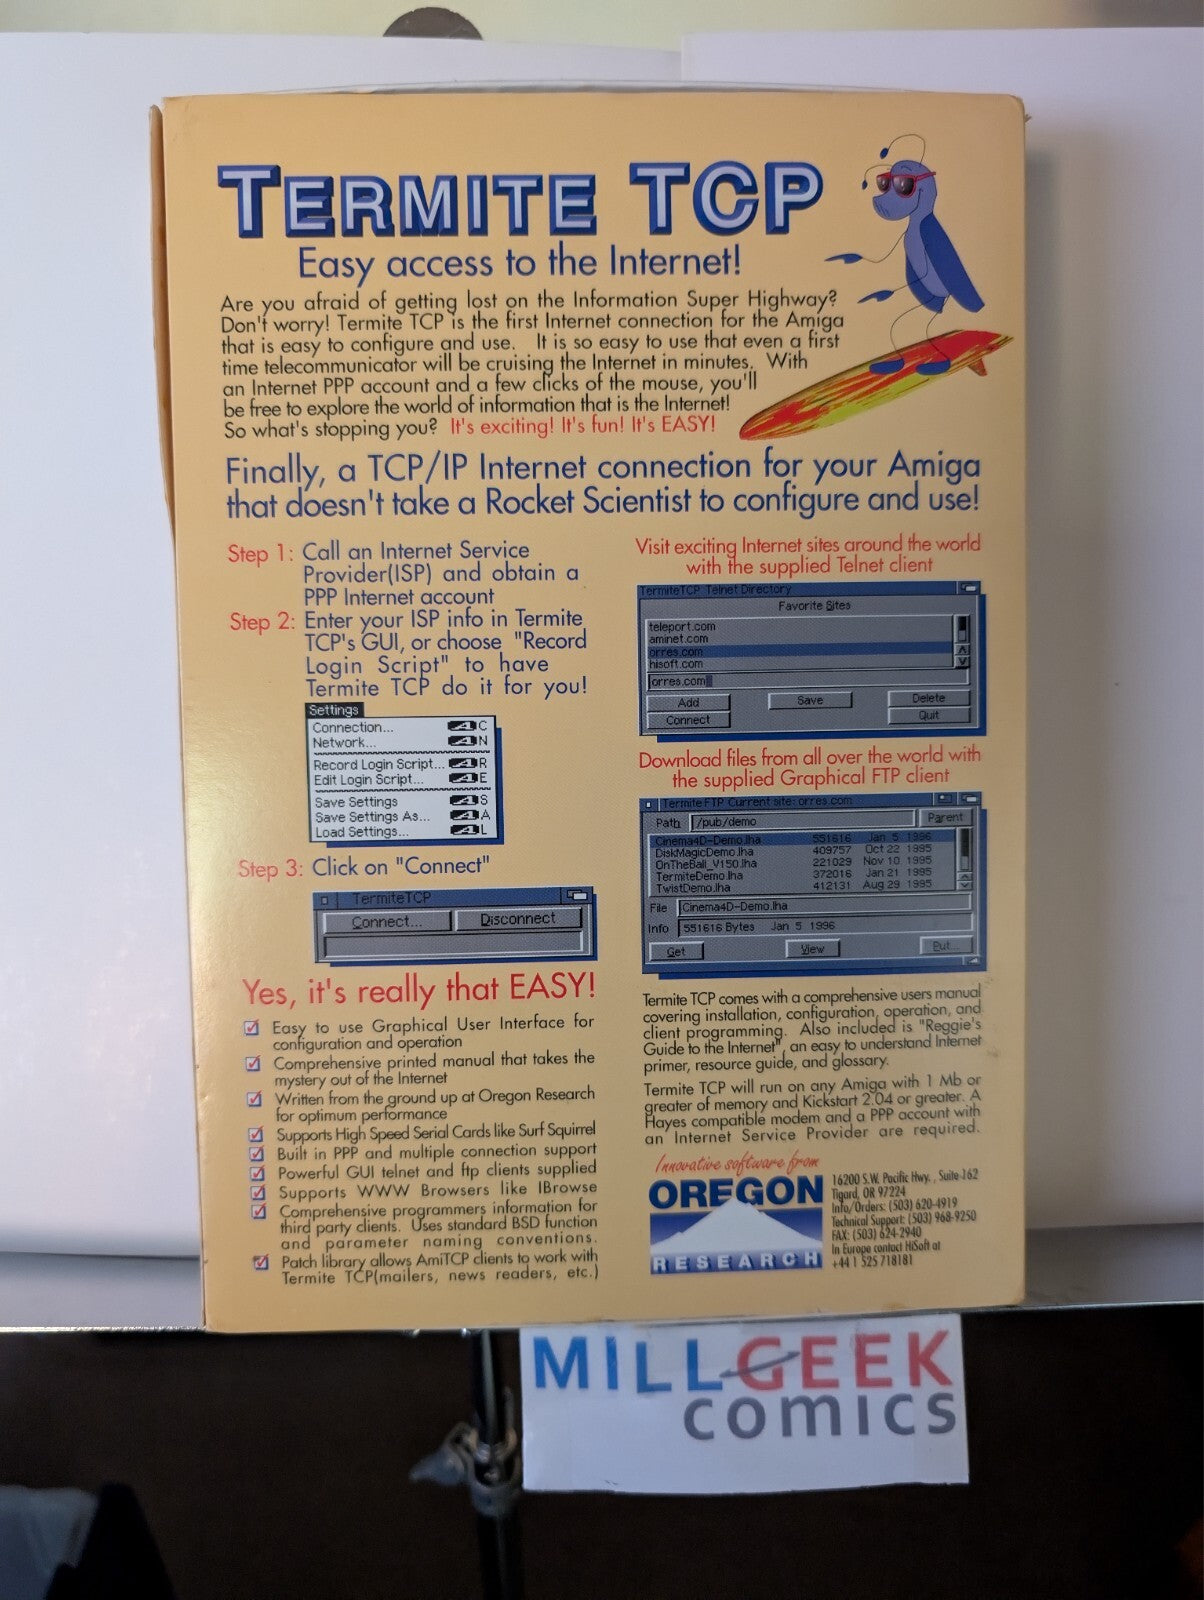 TERMITE TCP
Easy access to the Internet!
Are you afraid of getting lost on the Information Super Highway?
Don't worry! Termite TCP is the first Internet connection for the Amiga
that is easy to configure and use. It is so easy to use that even a first
time telecommunicator will be cruising the Internet in minutes. With
an Internet PPP account and a few clicks of the mouse, you'll
be free to explore the world of information that is the Internet!
So what's stopping you? It's exciting! It's fun! It's EASY!
Finally, a TCP/IP Internet connection for your Amiga
that doesn't take a Rocket Scientist to configure and use!
Step 1: Call an Internet Service
Provider(ISP) and obtain a
PPP Internet account
Step 2: Enter your ISP info in Termite
TCP's GUI, or choose "Record
Login Script" to have
Termite TCP do it for you!
Settings
Connection... A C
Network... A N
Record Login Script... A R
Edit Login Script... A E
Save Settings A S
Save Settings As... A A
Load Settings... A L
Step 3: Click on "Connect"
TermiteTCP
Connect... Disconnect
Yes, it's really that EASY!
Easy to use Graphical User Interface for
configuration and operation
Comprehensive printed manual that takes the
mystery out of the Internet
Written from the ground up at Oregon Research
for optimum performance
Supports High Speed Serial Cards like Surf Squirrel
Built in PPP and multiple connection support
Powerful GUI telnet and ftp clients supplied
Supports WWW Browsers like IBrowse
Comprehensive programmers information for
third party clients. Uses standard BSD function
and parameter naming conventions.
Patch library allows AmiTCP clients to work with
Termite TCP(mailers, news readers, etc.)
Visit exciting Internet sites around the world
with the supplied Telnet client
TermiteTCP Telnet Directory
Favorite Sites
teleport.com
aminet.com
orres.com
hisoft.com
orres.com
Add Save Delete
Connect Quit
Download files from all over the world with
the supplied Graphical FTP client
Termite FTP Current site: orres.com
Path /pub/demo Parent
Cinema4D-Demo.lha 551616 Jan 5 1996
DiskMagicDemo.lha 409757 Oct 22 1995
OnTheBall_V150.lha 221029 Nov 10 1995
TermiteDemo.lha 372016 Jan 21 1995
TwistDemo.lha 412131 Aug 29 1995
File Cinema4D-Demo.lha
Info 551616 Bytes Jan 5 1996
Get View Put...
Termite TCP comes with a comprehensive users manual
covering installation, configuration, operation, and
client programming. Also included is "Reggie's
Guide to the Internet", an easy to understand Internet
primer, resource guide, and glossary.
Termite TCP will run on any Amiga with 1 Mb or
greater of memory and Kickstart 2.04 or greater. A
Hayes compatible modem and a PPP account with
an Internet Service Provider are required.
Innovative software from
OREGON
RESEARCH
16200 S.W. Pacific Hwy., Suite-162
Tigard, OR 97224
Info/Orders: (503) 620-4919
Technical Support: (503) 968-9250
FAX: (503) 624-2940
In Europe contact HiSoft at
+44 1 525 718181
MILLGEEK
comics